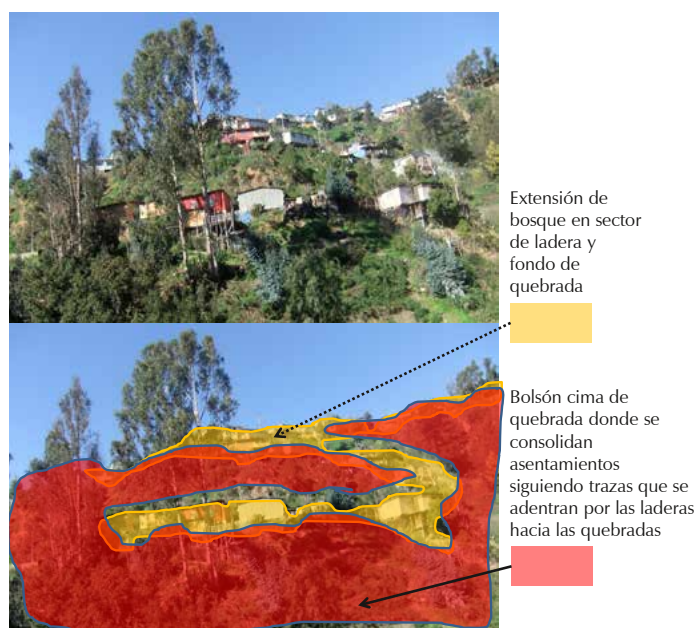 Extensión de
bosque en sector
de ladera y
fondo de
quebrada
Bolsón cima de
quebrada donde se
consolidan
asentamientos
siguiendo trazas que se
adentran por las laderas
hacia las quebradas